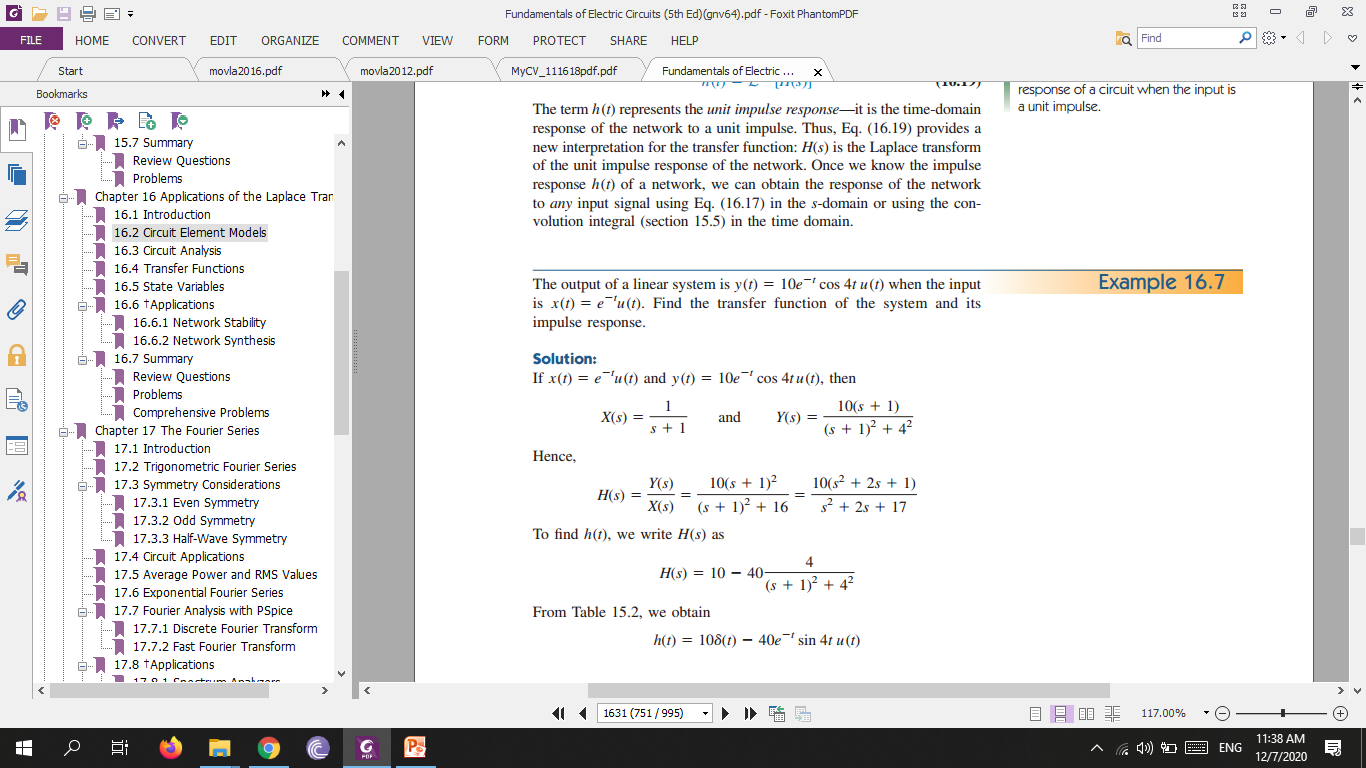 Fundamentals of Electric Circuits (5th Ed)(gnv64).pdf - Foxit PhantomPDF
FILE HOME CONVERT EDIT ORGANIZE COMMENT VIEW FORM PROTECT SHARE HELP
Find
Start movla2016.pdf movla2012.pdf MyCV_111618pdf.pdf Fundamentals of Electric ...
Bookmarks
15.7 Summary
Review Questions
Problems
Chapter 16 Applications of the Laplace Tran
16.1 Introduction
16.2 Circuit Element Models
16.3 Circuit Analysis
16.4 Transfer Functions
16.5 State Variables
16.6 †Applications
16.6.1 Network Stability
16.6.2 Network Synthesis
16.7 Summary
Review Questions
Problems
Comprehensive Problems
Chapter 17 The Fourier Series
17.1 Introduction
17.2 Trigonometric Fourier Series
17.3 Symmetry Considerations
17.3.1 Even Symmetry
17.3.2 Odd Symmetry
17.3.3 Half-Wave Symmetry
17.4 Circuit Applications
17.5 Average Power and RMS Values
17.6 Exponential Fourier Series
17.7 Fourier Analysis with PSpice
17.7.1 Discrete Fourier Transform
17.7.2 Fast Fourier Transform
17.8 †Applications
17.8.1 Spectrum Analyzers
response of a circuit when the input is
a unit impulse.
The term h(t) represents the unit impulse response—it is the time-domain
response of the network to a unit impulse. Thus, Eq. (16.19) provides a
new interpretation for the transfer function: H(s) is the Laplace transform
of the unit impulse response of the network. Once we know the impulse
response h(t) of a network, we can obtain the response of the network
to any input signal using Eq. (16.17) in the s-domain or using the con-
volution integral (section 15.5) in the time domain.
Example 16.7
The output of a linear system is y(t) = 10e⁻ᵗ cos 4t u(t) when the input
is x(t) = e⁻ᵗu(t). Find the transfer function of the system and its
impulse response.
Solution:
If x(t) = e⁻ᵗu(t) and y(t) = 10e⁻ᵗ cos 4t u(t), then
X(s) = 1/(s + 1) and Y(s) = 10(s + 1)/((s + 1)² + 4²)
Hence,
H(s) = Y(s)/X(s) = 10(s + 1)²/((s + 1)² + 16) = 10(s² + 2s + 1)/(s² + 2s + 17)
To find h(t), we write H(s) as
H(s) = 10 − 40 4/((s + 1)² + 4²)
From Table 15.2, we obtain
h(t) = 10δ(t) − 40e⁻ᵗ sin 4t u(t)
1631 (751 / 995)
117.00%
ENG
11:38 AM
12/7/2020